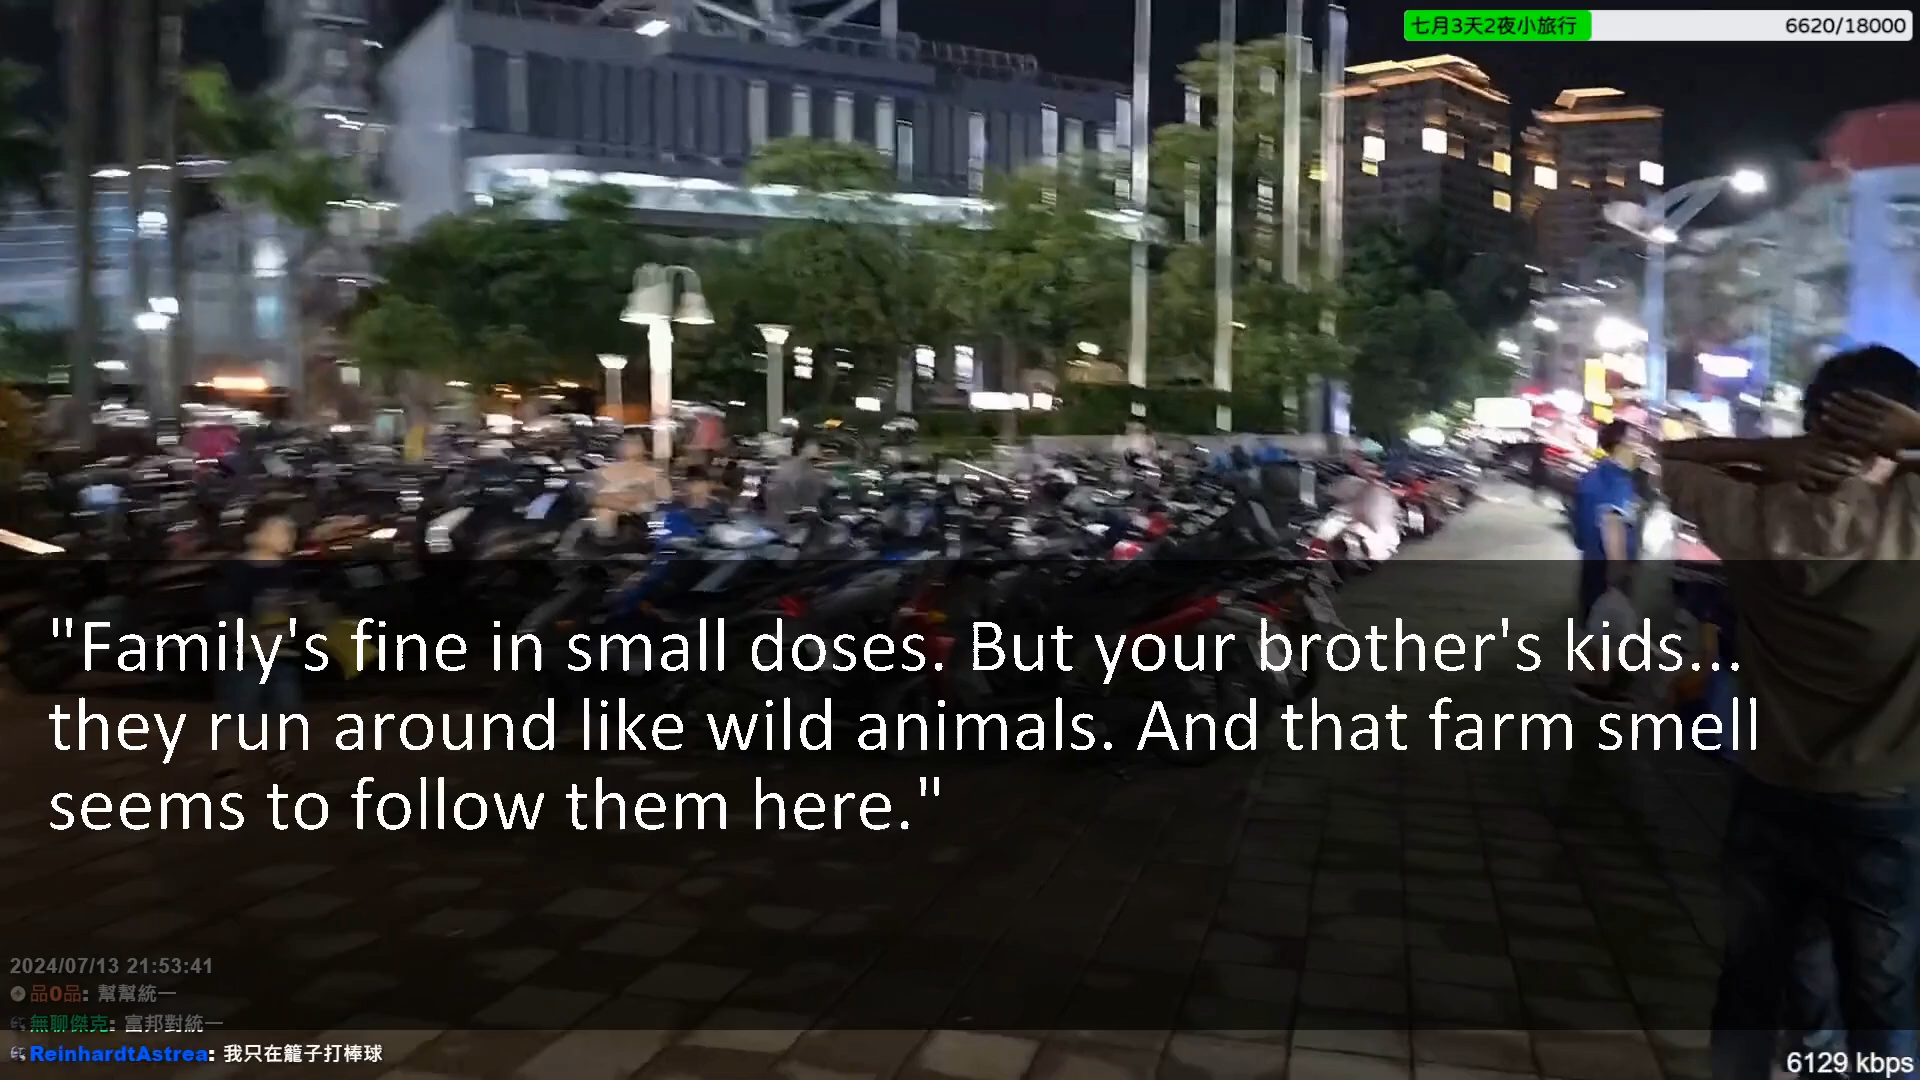 七月3天2夜小旅行 6620/18000
"Family's fine in small doses. But your brother's kids...
they run around like wild animals. And that farm smell
seems to follow them here."
2024/07/13 21:53:41
品0品: 幫幫統一
無聊傑克: 富邦對統一
ReinhardtAstrea: 我只在籠子打棒球
6129 kbps